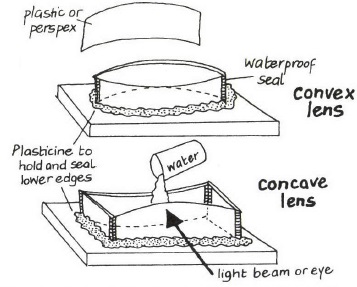 plastic or
perspex
waterproof
seal
convex
lens
Plasticine to
hold and seal
lower edges
water
concave
lens
light beam or eye